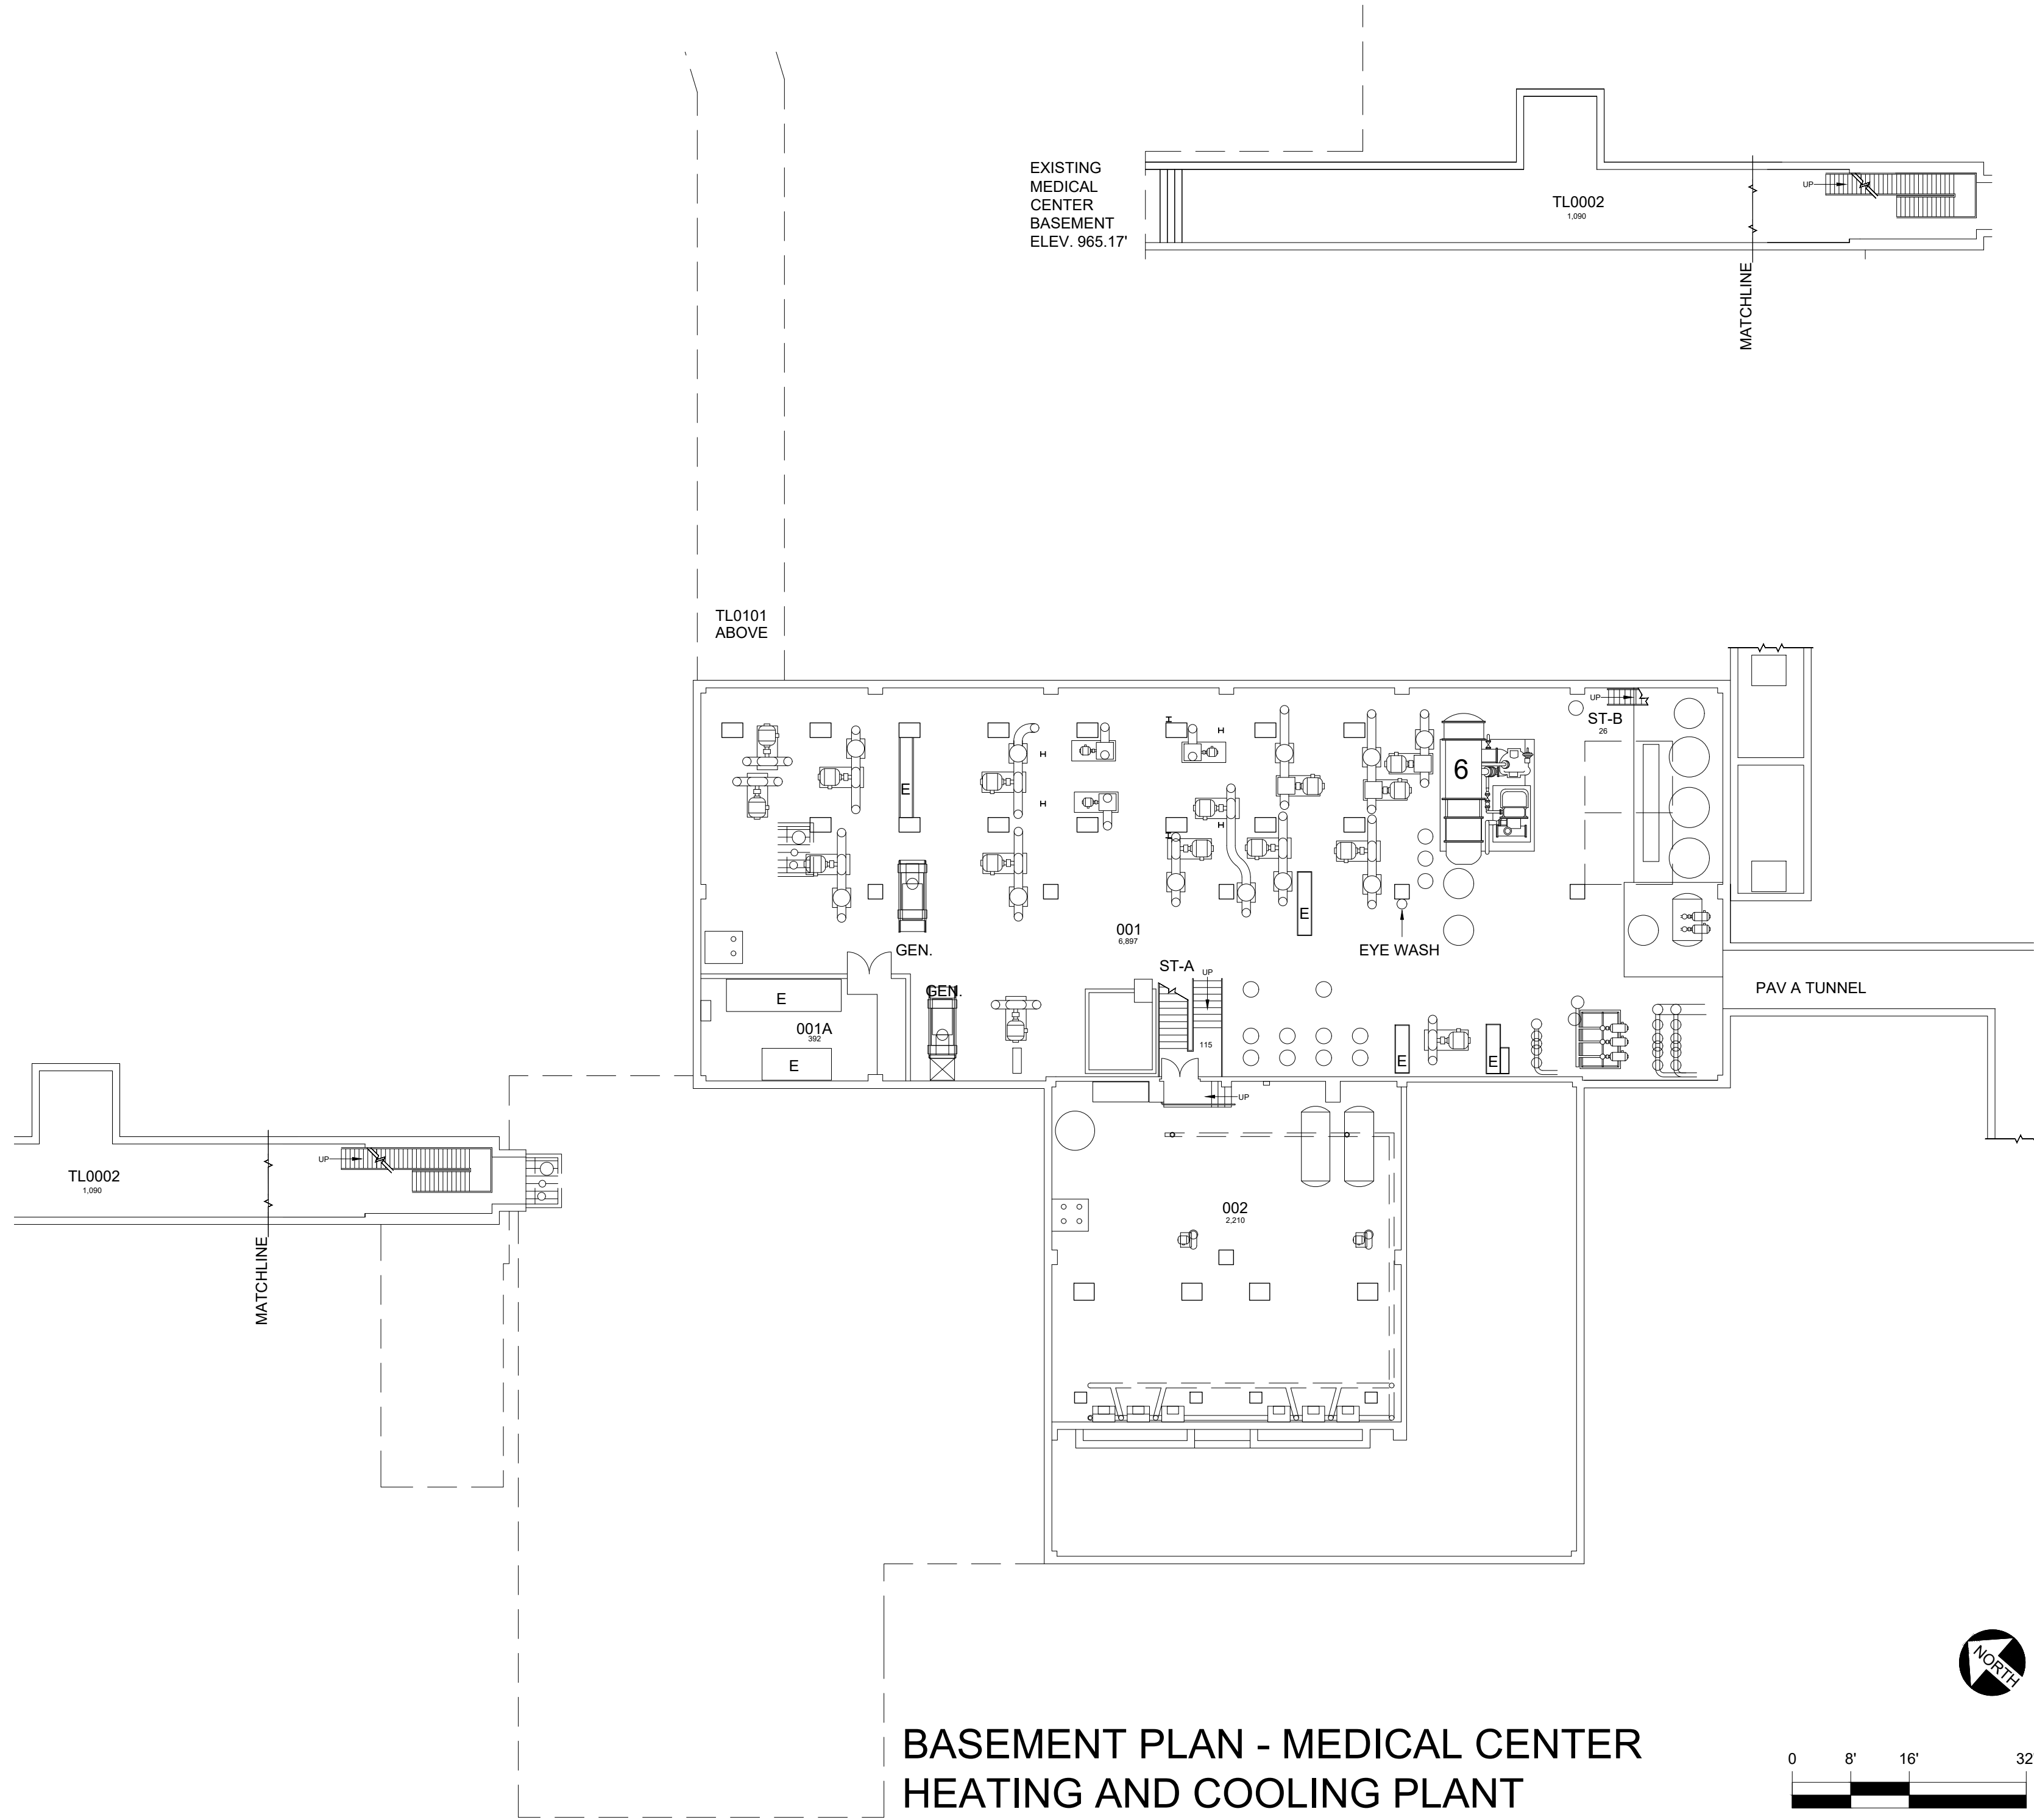 EXISTING
MEDICAL
CENTER
BASEMENT
ELEV. 965.17'
TL0002
1,090
UP
MATCHLINE
TL0101
ABOVE
UP
ST-B
26
6
E
E
001
6,897
GEN.
EYE WASH
ST-A
UP
GEN.
E
PAV A TUNNEL
001A
392
115
E
E
E
UP
TL0002
1,090
UP
MATCHLINE
002
2,210
NORTH
BASEMENT PLAN - MEDICAL CENTER
HEATING AND COOLING PLANT
0 8' 16' 32'